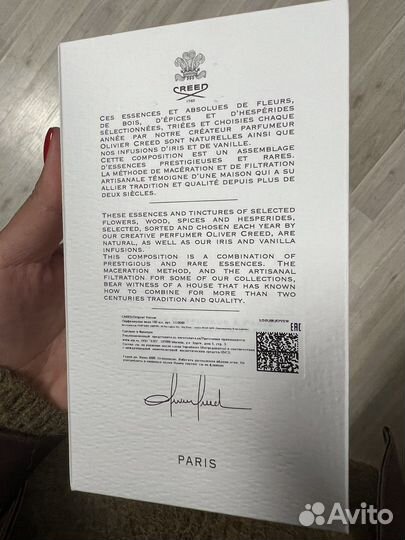 CREED
1760
CES ESSENCES ET ABSOLUES DE FLEURS,
DE BOIS, D'ÉPICES ET D'HESPÉRIDES
SÉLECTIONNÉES, TRIÉES ET CHOISIES CHAQUE
ANNÉE PAR NOTRE CRÉATEUR PARFUMEUR
OLIVIER CREED SONT NATURELLES AINSI QUE
NOS INFUSIONS D'IRIS ET DE VANILLE.
CETTE COMPOSITION EST UN ASSEMBLAGE
D'ESSENCES PRESTIGIEUSES ET RARES.
LA MÉTHODE DE MACÉRATION ET DE FILTRATION
ARTISANALE TÉMOIGNE D'UNE MAISON QUI A SU
ALLIER TRADITION ET QUALITÉ DEPUIS PLUS DE
DEUX SIÈCLES.
THESE ESSENCES AND TINCTURES OF SELECTED
FLOWERS, WOOD, SPICES AND HESPERIDES,
SELECTED, SORTED AND CHOSEN EACH YEAR BY
OUR CREATIVE PERFUMER OLIVER CREED, ARE
NATURAL, AS WELL AS OUR IRIS AND VANILLA
INFUSIONS.
THIS COMPOSITION IS A COMBINATION OF
PRESTIGIOUS AND RARE ESSENCES. THE
MACERATION METHOD, AND THE ARTISANAL
FILTRATION FOR SOME OF OUR COLLECTIONS,
BEAR WITNESS OF A HOUSE THAT HAS KNOWN
HOW TO COMBINE FOR MORE THAN TWO
CENTURIES TRADITION AND QUALITY.
EAC
PARIS
Avito